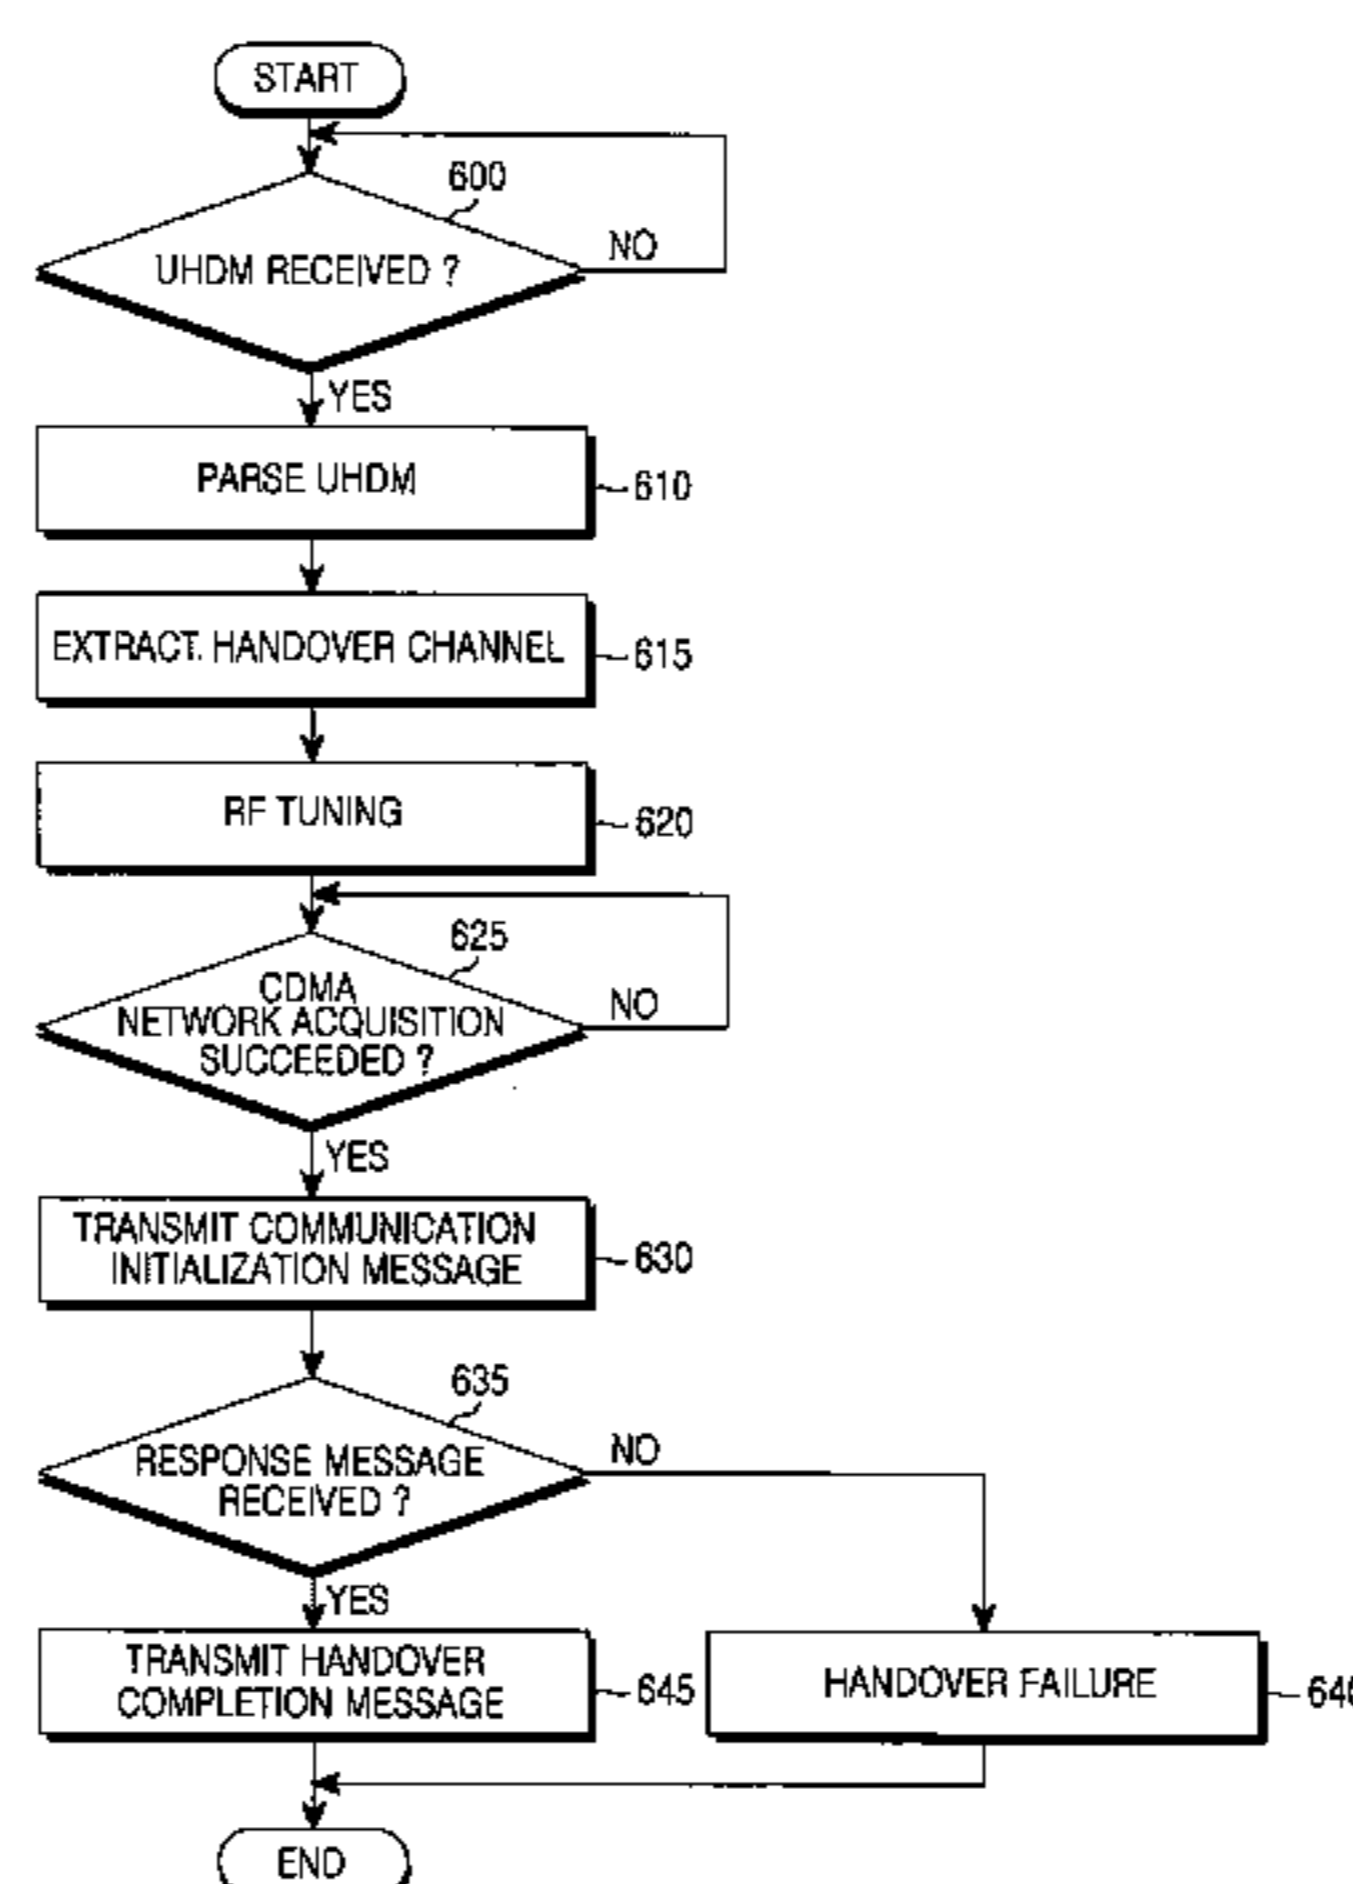 START
600
UHDM RECEIVED ?
NO
YES
PARSE UHDM
610
EXTRACT. HANDOVER CHANNEL
615
RF TUNING
620
625
CDMA
NETWORK ACQUISITION
SUCCEEDED ?
NO
YES
TRANSMIT COMMUNICATION
INITIALIZATION MESSAGE
630
635
RESPONSE MESSAGE
RECEIVED ?
NO
YES
TRANSMIT HANDOVER
COMPLETION MESSAGE
645
HANDOVER FAILURE
END